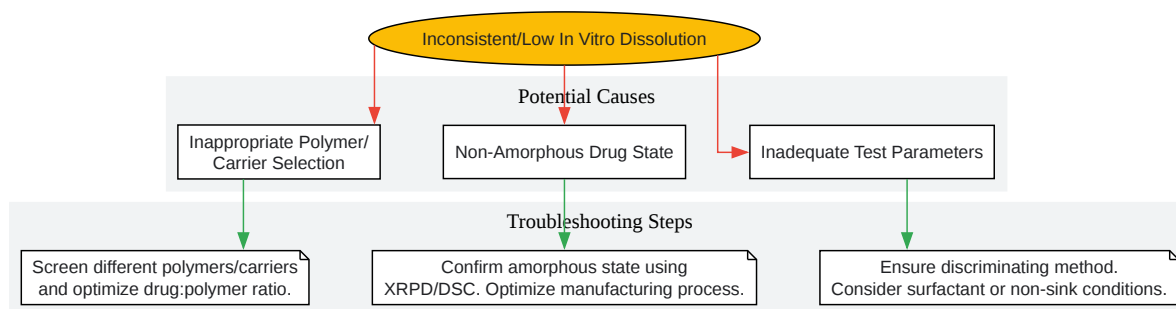 Inconsistent/Low In Vitro Dissolution
Potential Causes
Inappropriate Polymer/
Carrier Selection
Non-Amorphous Drug State
Inadequate Test Parameters
Troubleshooting Steps
Screen different polymers/carriers
and optimize drug:polymer ratio.
Confirm amorphous state using
XRPD/DSC. Optimize manufacturing process.
Ensure discriminating method.
Consider surfactant or non-sink conditions.